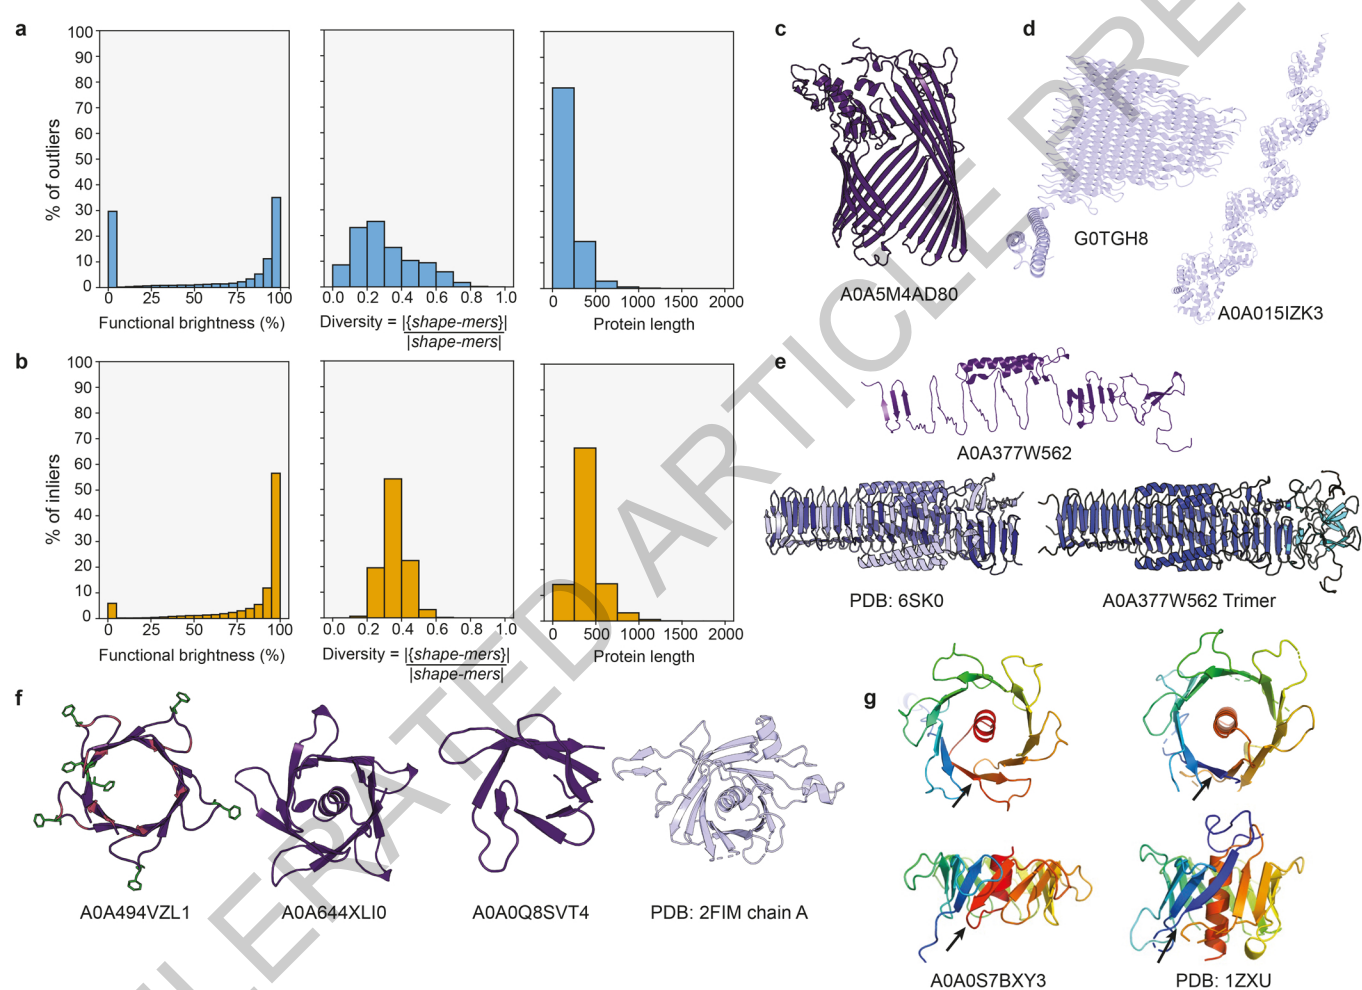 a
100
90
80
70
60
50
40
30
20
10
0
% of outliers
0 25 50 75 100
Functional brightness (%)
0.0 0.2 0.4 0.6 0.8 1.0
Diversity = |{shape-mers}|
|shape-mers|
0 500 1000 1500 2000
Protein length
b
100
90
80
70
60
50
40
30
20
10
0
% of inliers
0 25 50 75 100
Functional brightness (%)
0.0 0.2 0.4 0.6 0.8 1.0
Diversity = |{shape-mers}|
|shape-mers|
0 500 1000 1500 2000
Protein length
c
A0A5M4AD80
d
G0TGH8
A0A015IZK3
e
A0A377W562
PDB: 6SK0
A0A377W562 Trimer
f
A0A494VZL1
A0A644XLI0
A0A0Q8SVT4
PDB: 2FIM chain A
g
A0A0S7BXY3
PDB: 1ZXU
ERATED ARTICLE PRE